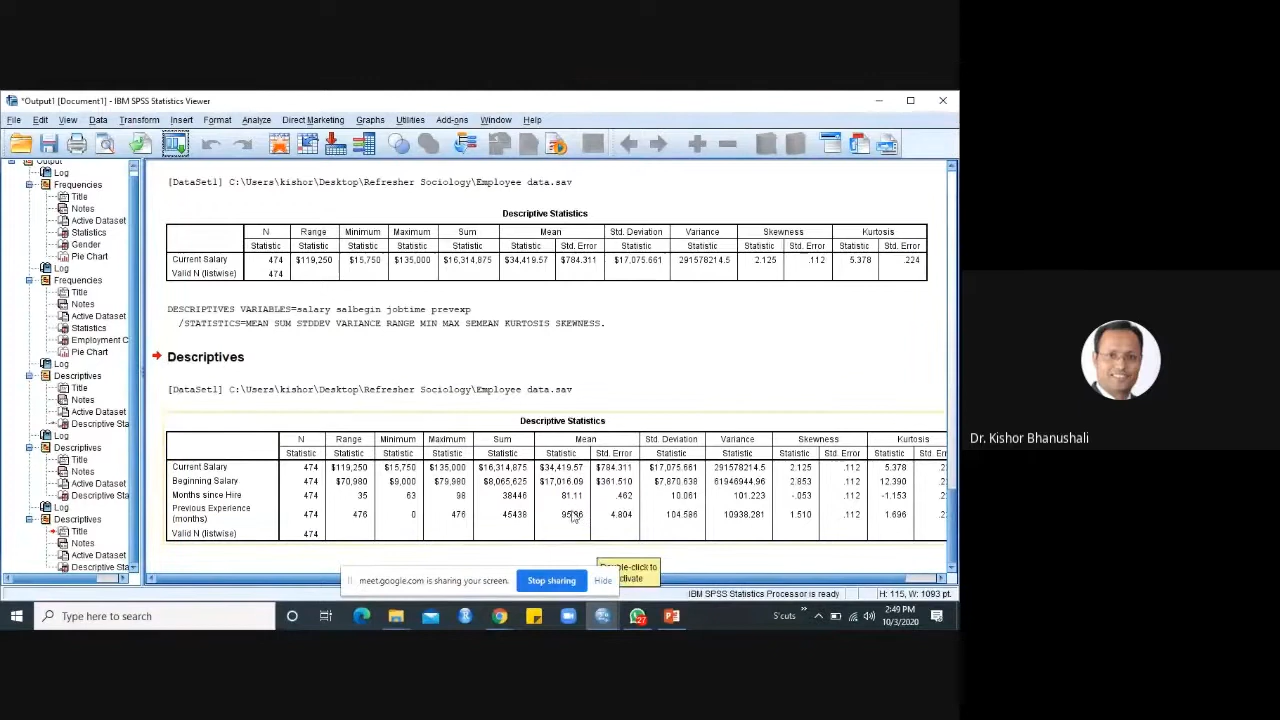 *Output1 [Document1] - IBM SPSS Statistics Viewer
File Edit View Data Transform Insert Format Analyze Direct Marketing Graphs Utilities Add-ons Window Help
Output
Log
Frequencies
Title
Notes
Active Dataset
Statistics
Gender
Pie Chart
Log
Frequencies
Title
Notes
Active Dataset
Statistics
Employment C
Pie Chart
Log
Descriptives
Title
Notes
Active Dataset
Descriptive Sta
Log
Descriptives
Title
Notes
Active Dataset
Descriptive Sta
Log
Descriptives
Title
Notes
Active Dataset
Descriptive Sta
[DataSet1] C:\Users\kishor\Desktop\Refresher Sociology\Employee data.sav
Descriptive Statistics
N Range Minimum Maximum Sum Mean Std. Deviation Variance Skewness Kurtosis
Statistic Statistic Statistic Statistic Statistic Statistic Std. Error Statistic Statistic Statistic Std. Error Statistic Std. Error
Current Salary 474 $119,250 $15,750 $135,000 $16,314,875 $34,419.57 $784.311 $17,075.661 291578214.5 2.125 .112 5.378 .224
Valid N (listwise) 474
DESCRIPTIVES VARIABLES=salary salbegin jobtime prevexp
/STATISTICS=MEAN SUM STDDEV VARIANCE RANGE MIN MAX SEMEAN KURTOSIS SKEWNESS.
Descriptives
[DataSet1] C:\Users\kishor\Desktop\Refresher Sociology\Employee data.sav
Descriptive Statistics
N Range Minimum Maximum Sum Mean Std. Deviation Variance Skewness Kurtosis
Statistic Statistic Statistic Statistic Statistic Statistic Std. Error Statistic Statistic Statistic Std. Error Statistic Std. E
Current Salary 474 $119,250 $15,750 $135,000 $16,314,875 $34,419.57 $784.311 $17,075.661 291578214.5 2.125 .112 5.378 .2
Beginning Salary 474 $70,980 $9,000 $79,980 $8,065,625 $17,016.09 $361.510 $7,870.638 61946944.96 2.853 .112 12.390 .2
Months since Hire 474 35 63 98 38446 81.11 .462 10.061 101.223 -.053 .112 -1.153 .2
Previous Experience (months) 474 476 0 476 45438 4.804 104.586 10938.281 1.510 .112 1.696 .2
Valid N (listwise) 474
Double-click to
activate
meet.google.com is sharing your screen. Stop sharing Hide
IBM SPSS Statistics Processor is ready H: 115, W: 1093 pt.
Type here to search
27
S'cuts
2:49 PM
10/3/2020
Dr. Kishor Bhanushali